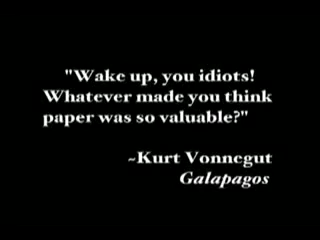 "Wake up, you idiots!
Whatever made you think
paper was so valuable?"
~Kurt Vonnegut
Galapagos